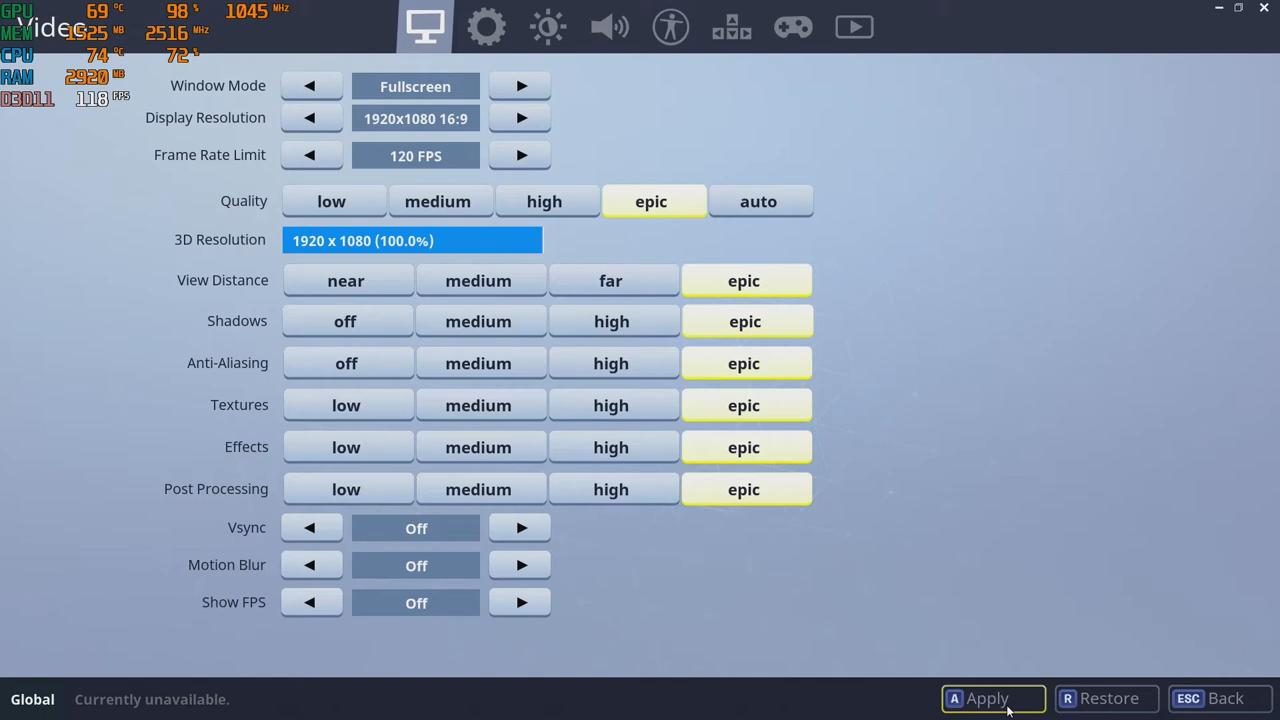 GPU 69 °C 98 % 1045 MHz
Video
MEM 1525 MB 2516 MHz
CPU 74 °C 72 %
RAM 2920 MB
D3D11 118 FPS
Window Mode Fullscreen
Display Resolution 1920x1080 16:9
Frame Rate Limit 120 FPS
Quality low medium high epic auto
3D Resolution 1920 x 1080 (100.0%)
View Distance near medium far epic
Shadows off medium high epic
Anti-Aliasing off medium high epic
Textures low medium high epic
Effects low medium high epic
Post Processing low medium high epic
Vsync Off
Motion Blur Off
Show FPS Off
Global Currently unavailable. A Apply R Restore ESC Back